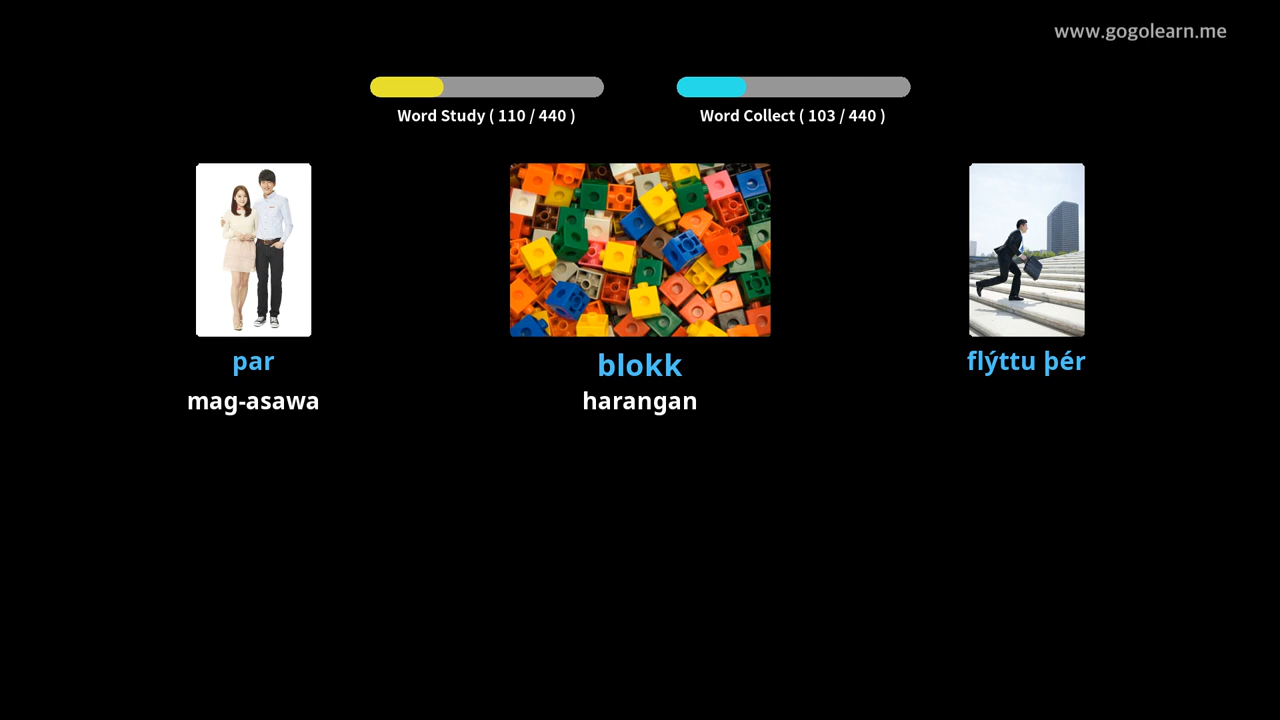 www.gogolearn.me
Word Study ( 110 / 440 )
Word Collect ( 103 / 440 )
par
blokk
flýttu þér
mag-asawa
harangan